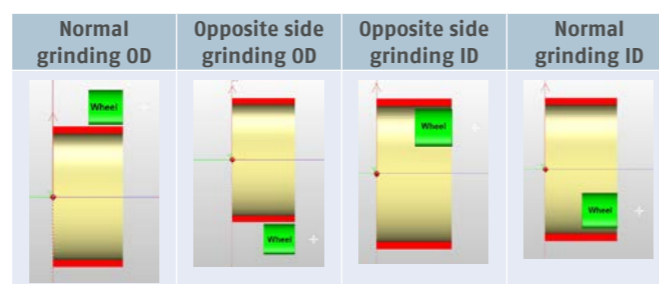 Normal
grinding OD
Opposite side
grinding OD
Opposite side
grinding ID
Normal
grinding ID
Wheel
Wheel
Wheel
Wheel